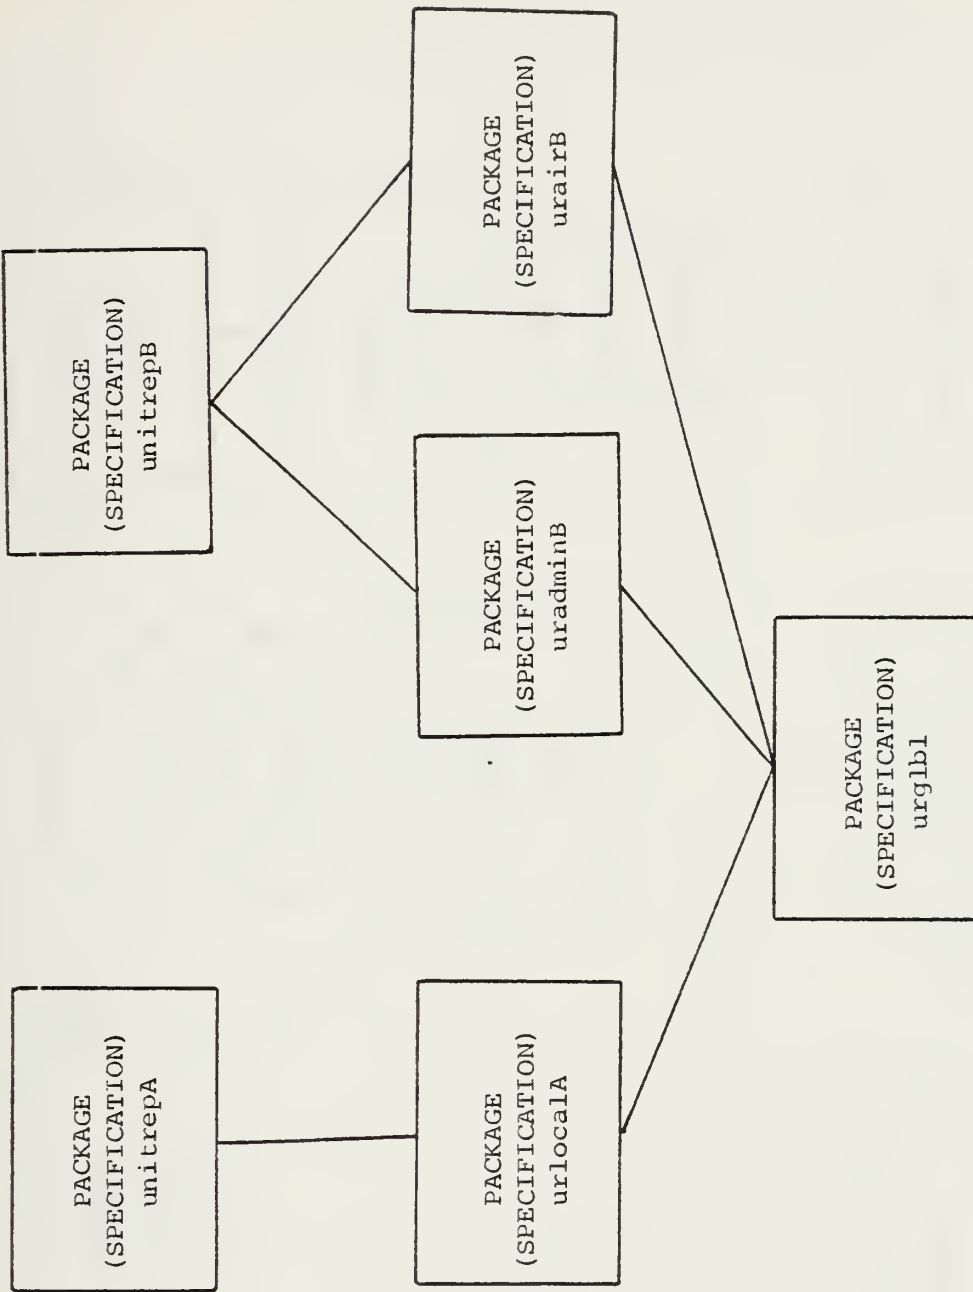 PACKAGE
(SPECIFICATION)
unitrepA
PACKAGE
(SPECIFICATION)
unitrepB
PACKAGE
(SPECIFICATION)
urlocalA
PACKAGE
(SPECIFICATION)
uradminB
PACKAGE
(SPECIFICATION)
urairB
PACKAGE
(SPECIFICATION)
urglbl